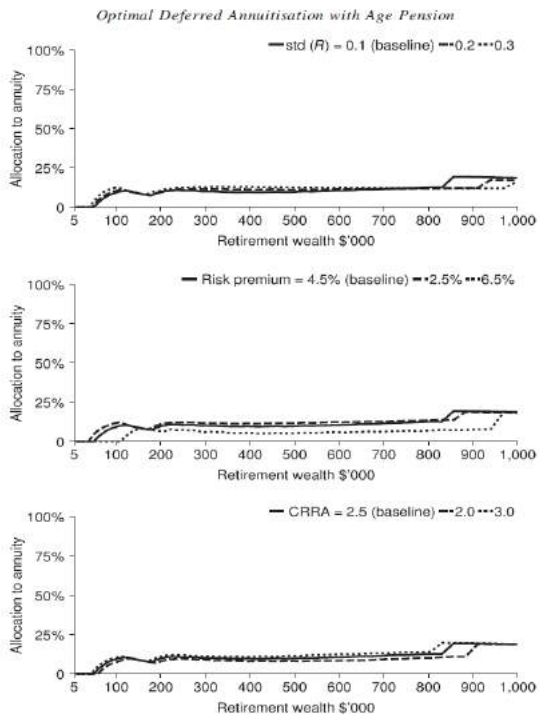 Optimal Deferred Annuitisation with Age Pension
std (R) = 0.1 (baseline) 0.2 0.3
100%
75%
50%
25%
0
Allocation to annuity
5 100 200 300 400 500 600 700 800 900 1,000
Retirement wealth $'000
Risk premium = 4.5% (baseline) 2.5% 6.5%
100%
75%
50%
25%
0
Allocation to annuity
5 100 200 300 400 500 600 700 800 900 1,000
Retirement wealth $'000
CRRA = 2.5 (baseline) 2.0 3.0
100%
75%
50%
25%
0
Allocation to annuity
5 100 200 300 400 500 600 700 800 900 1,000
Retirement wealth $'000